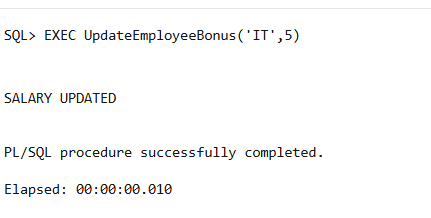 SQL> EXEC UpdateEmployeeBonus('IT',5)
SALARY UPDATED
PL/SQL procedure successfully completed.
Elapsed: 00:00:00.010